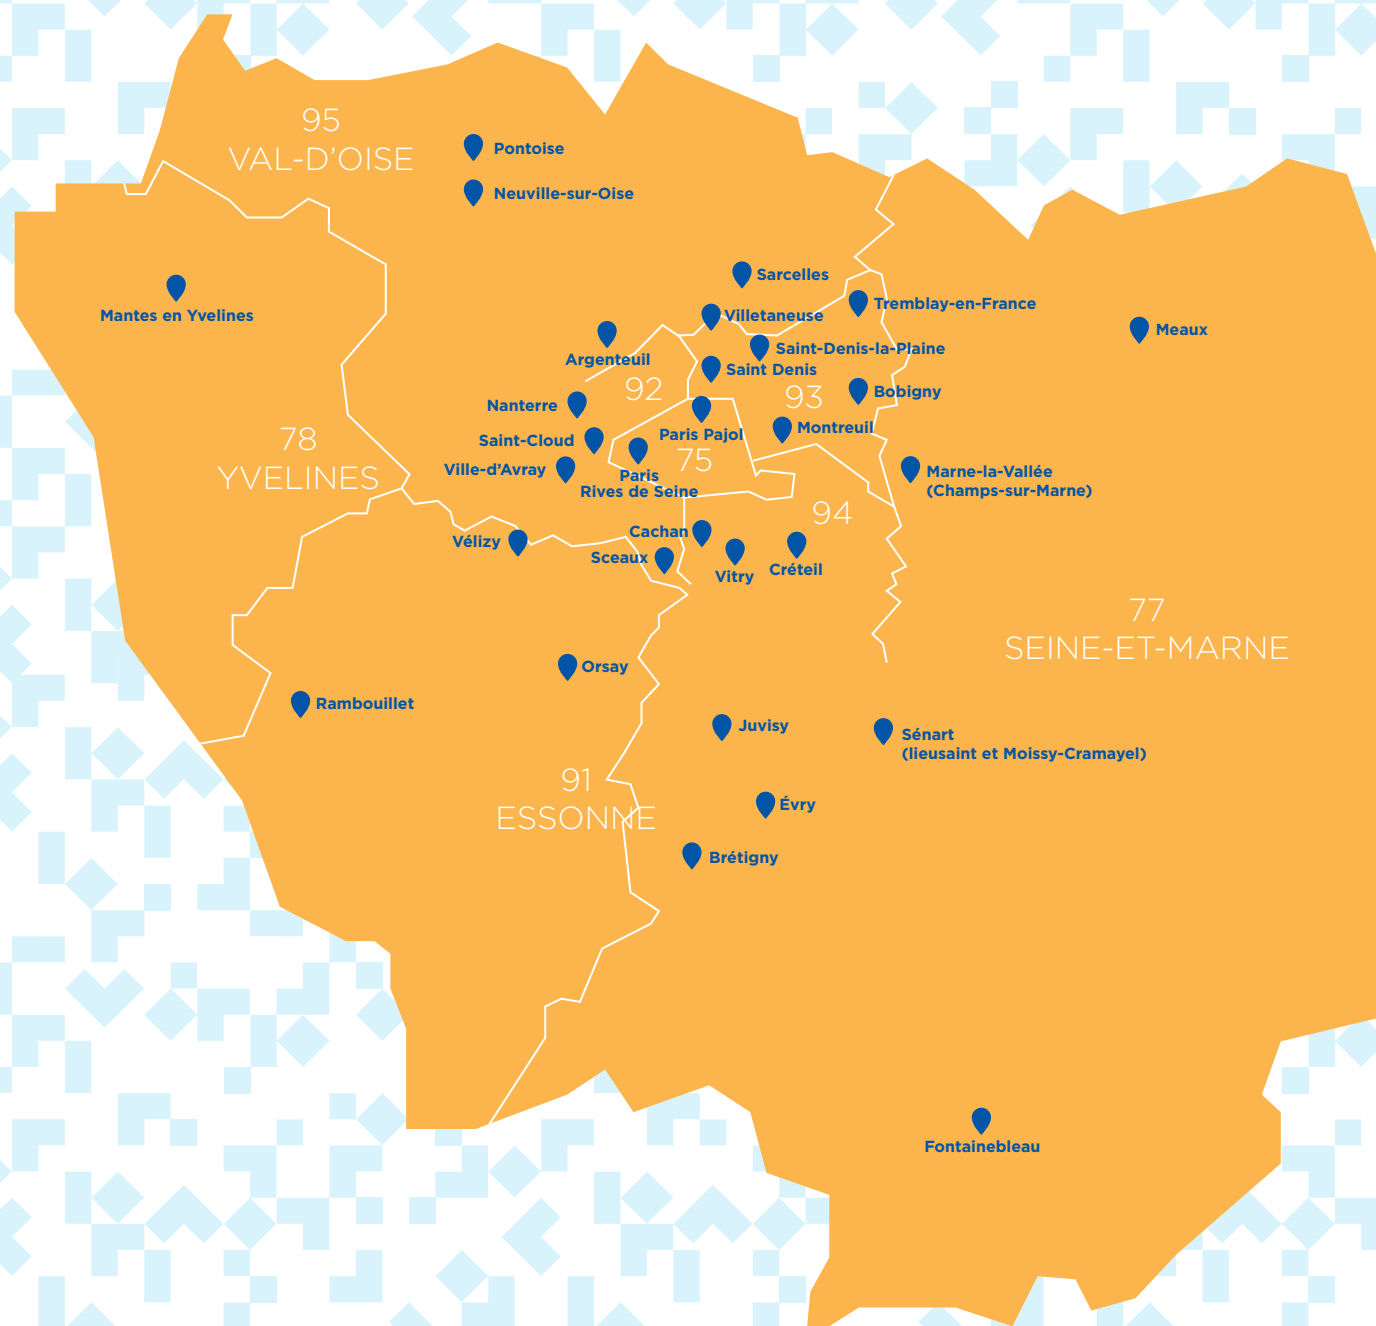 95
VAL-D’OISE
Pontoise
Neuville-sur-Oise
Sarcelles
Mantes en Yvelines
Villetaneuse
Tremblay-en-France
Meaux
Argenteuil
Saint-Denis-la-Plaine
Saint Denis
92
93
Bobigny
Nanterre
Paris Pajol
Montreuil
78
YVELINES
Saint-Cloud
75
Ville-d’Avray
Paris
Rives de Seine
Marne-la-Vallée
(Champs-sur-Marne)
94
Cachan
Vélizy
Sceaux
Vitry
Créteil
77
SEINE-ET-MARNE
Orsay
Rambouillet
Juvisy
Sénart
(lieusaint et Moissy-Cramayel)
91
ESSONNE
Évry
Brétigny
Fontainebleau